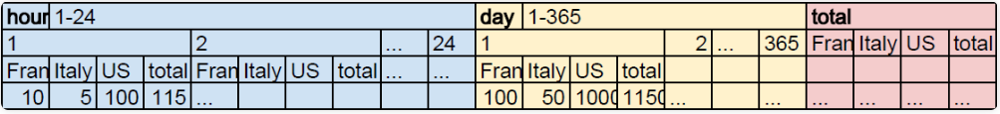 hour 1-24 day 1-365 total
1 2 ... 24 1 2 ... 365 Fran Italy US total
Fran Italy US total Fran Italy US total ... ... Fran Italy US total
10 5 100 115 ... 100 50 1000 1150 ... ... ... ... ... ...